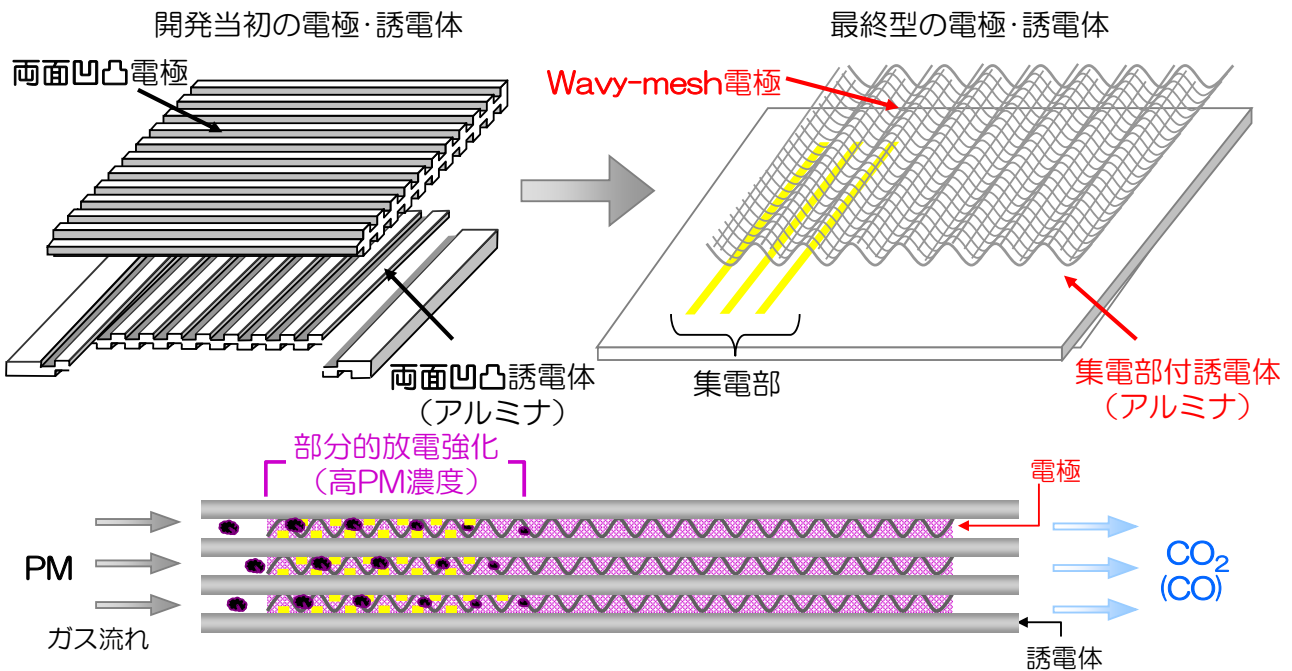 開発当初の電極・誘電体
最終型の電極・誘電体
両面凹凸電極
Wavy-mesh電極
両面凹凸誘電体
（アルミナ）
集電部
集電部付誘電体
（アルミナ）
部分的放電強化
（高PM濃度）
電極
PM
CO₂
(CO)
ガス流れ
誘電体